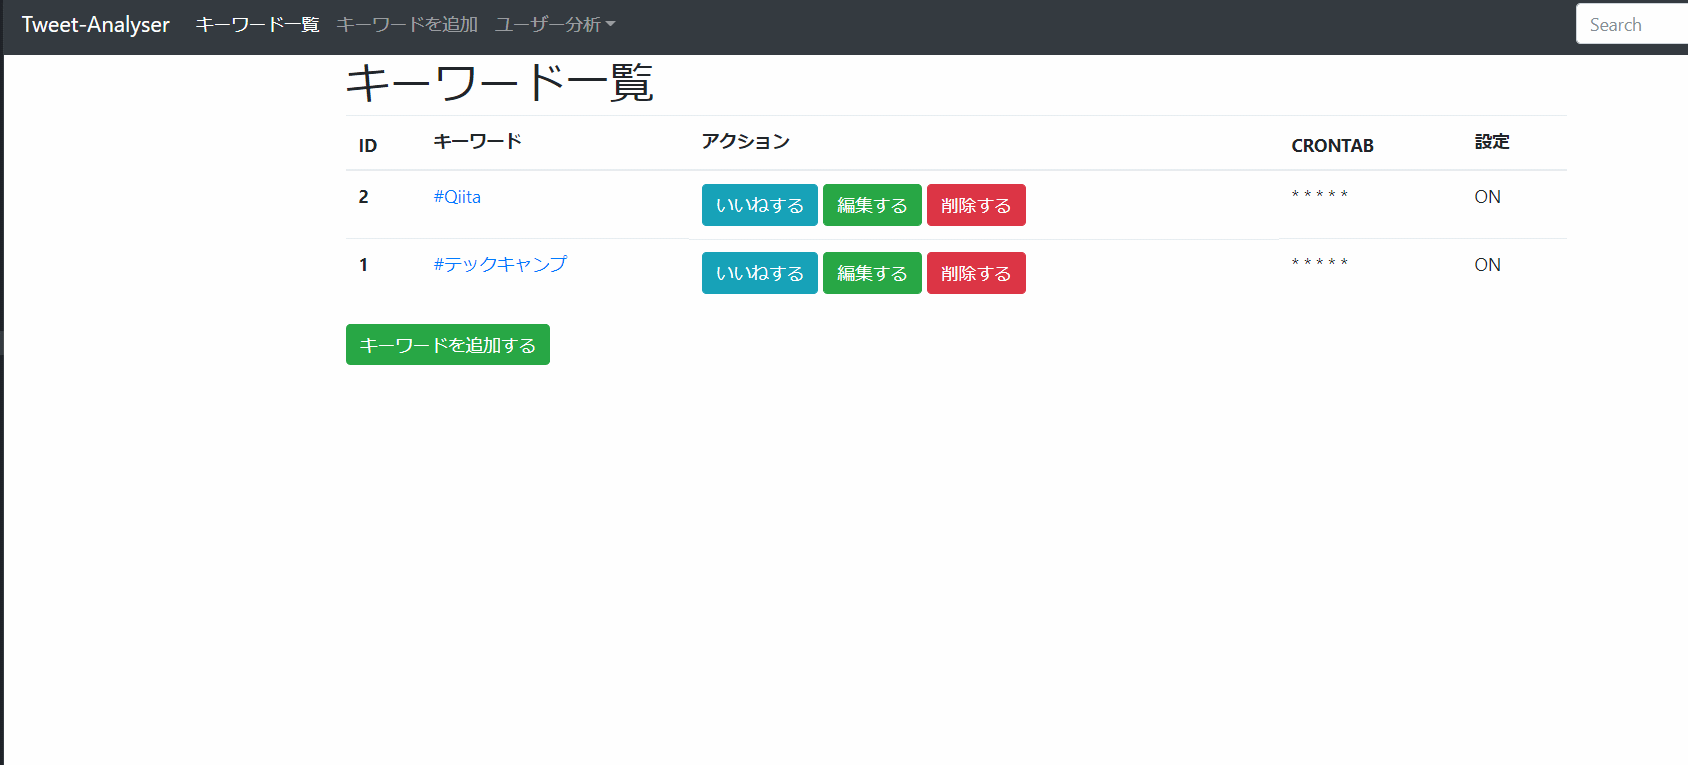 Tweet-Analyser キーワード一覧 キーワードを追加 ユーザー分析 Search
キーワード一覧
ID キーワード アクション CRONTAB 設定
2 #Qiita いいねする 編集する 削除する * * * * * ON
1 #テックキャンプ いいねする 編集する 削除する * * * * * ON
キーワードを追加する